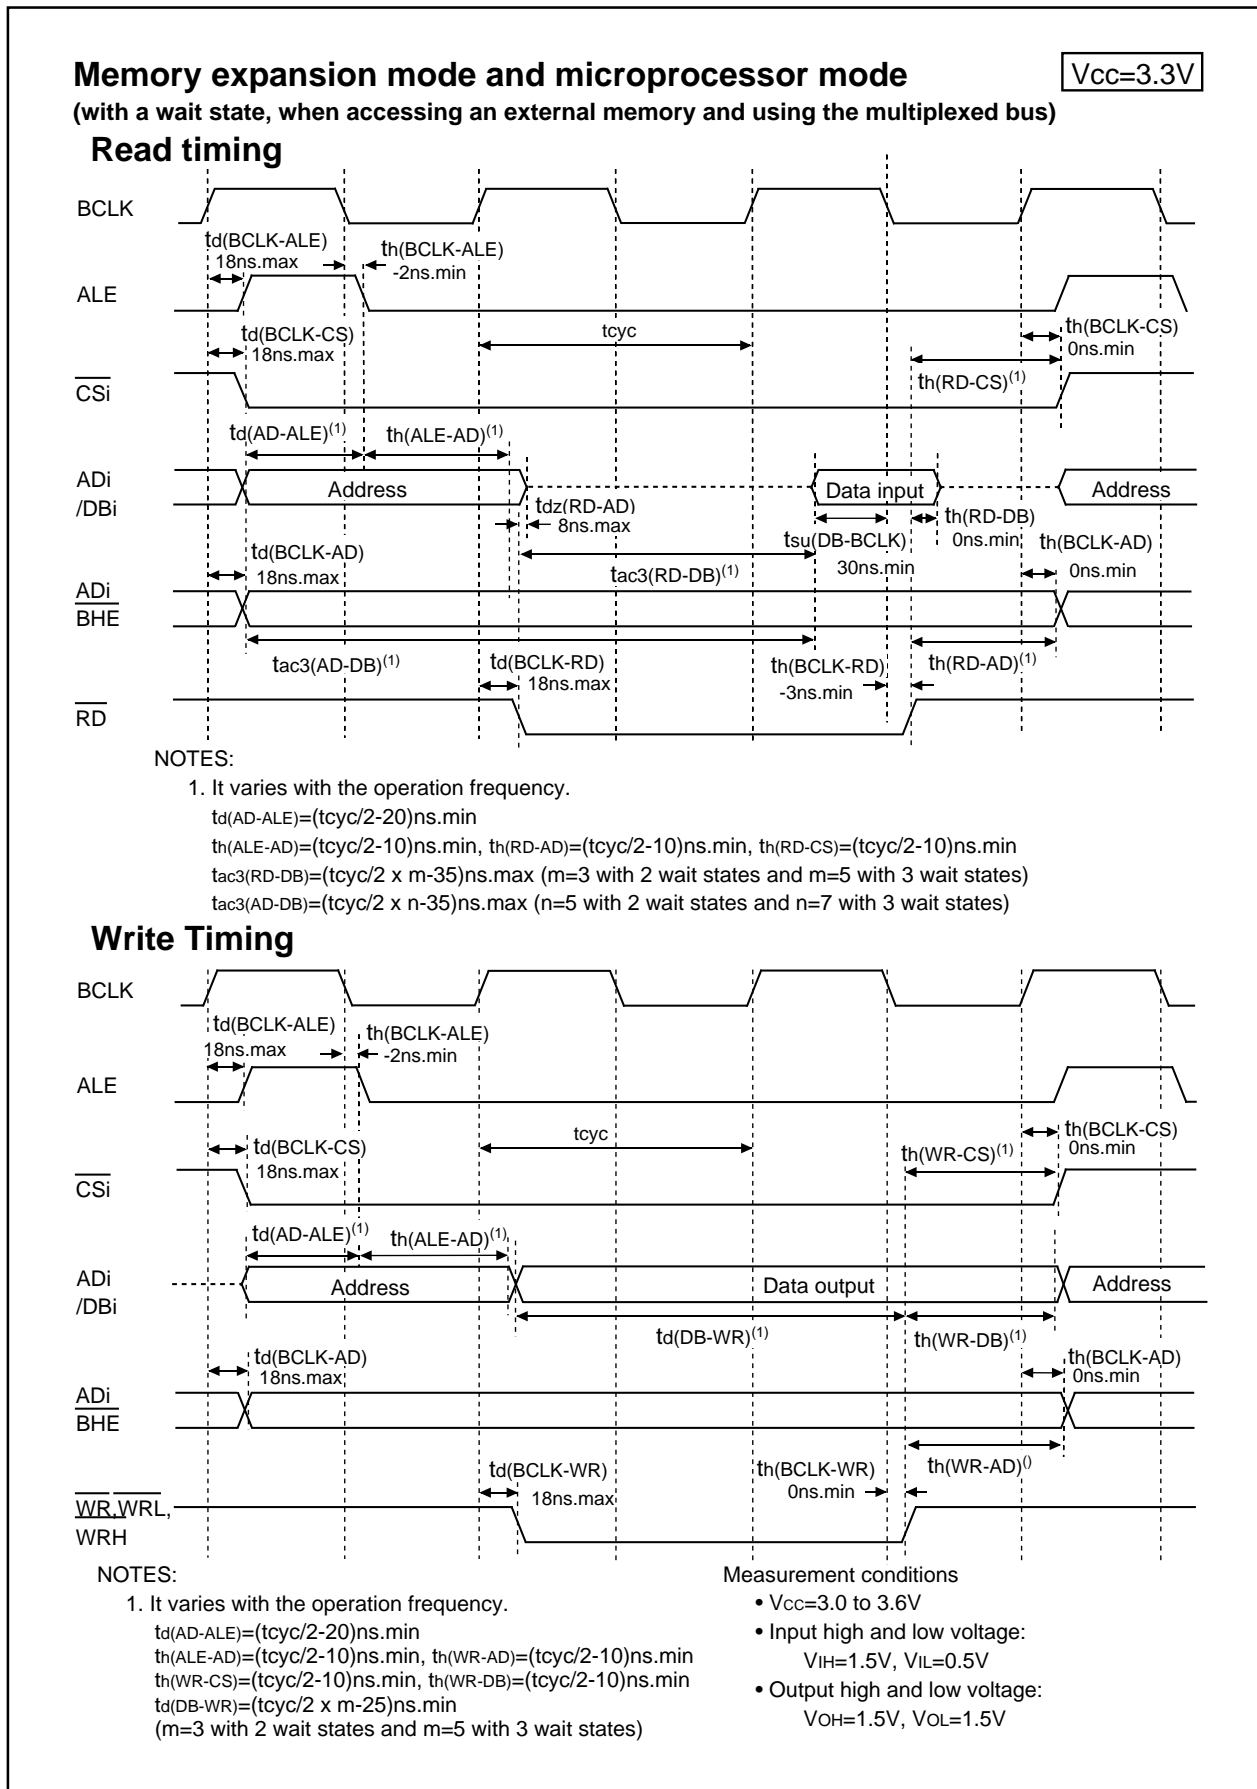 Memory expansion mode and microprocessor mode
Vcc=3.3V
(with a wait state, when accessing an external memory and using the multiplexed bus)
Read timing
BCLK
td(BCLK-ALE)
18ns.max
th(BCLK-ALE)
-2ns.min
ALE
td(BCLK-CS)
18ns.max
tcyc
th(BCLK-CS)
0ns.min
th(RD-CS)(1)
CSi
td(AD-ALE)(1)
th(ALE-AD)(1)
ADi
/DBi
Address
Data input
Address
tdz(RD-AD)
8ns.max
th(RD-DB)
0ns.min
tsu(DB-BCLK)
30ns.min
td(BCLK-AD)
18ns.max
tac3(RD-DB)(1)
th(BCLK-AD)
0ns.min
ADi
BHE
tac3(AD-DB)(1)
td(BCLK-RD)
18ns.max
th(BCLK-RD)
-3ns.min
th(RD-AD)(1)
RD
NOTES:
1. It varies with the operation frequency.
td(AD-ALE)=(tcyc/2-20)ns.min
th(ALE-AD)=(tcyc/2-10)ns.min, th(RD-AD)=(tcyc/2-10)ns.min, th(RD-CS)=(tcyc/2-10)ns.min
tac3(RD-DB)=(tcyc/2 x m-35)ns.max (m=3 with 2 wait states and m=5 with 3 wait states)
tac3(AD-DB)=(tcyc/2 x n-35)ns.max (n=5 with 2 wait states and n=7 with 3 wait states)
Write Timing
BCLK
td(BCLK-ALE)
18ns.max
th(BCLK-ALE)
-2ns.min
ALE
td(BCLK-CS)
18ns.max
tcyc
th(BCLK-CS)
0ns.min
th(WR-CS)(1)
CSi
td(AD-ALE)(1)
th(ALE-AD)(1)
ADi
/DBi
Address
Data output
Address
td(DB-WR)(1)
th(WR-DB)(1)
td(BCLK-AD)
18ns.max
th(BCLK-AD)
0ns.min
ADi
BHE
td(BCLK-WR)
18ns.max
th(BCLK-WR)
0ns.min
th(WR-AD)()
WR,WRL,
WRH
NOTES:
1. It varies with the operation frequency.
td(AD-ALE)=(tcyc/2-20)ns.min
th(ALE-AD)=(tcyc/2-10)ns.min, th(WR-AD)=(tcyc/2-10)ns.min
th(WR-CS)=(tcyc/2-10)ns.min, th(WR-DB)=(tcyc/2-10)ns.min
td(DB-WR)=(tcyc/2 x m-25)ns.min
(m=3 with 2 wait states and m=5 with 3 wait states)
Measurement conditions
• VCC=3.0 to 3.6V
• Input high and low voltage:
VIH=1.5V, VIL=0.5V
• Output high and low voltage:
VOH=1.5V, VOL=1.5V